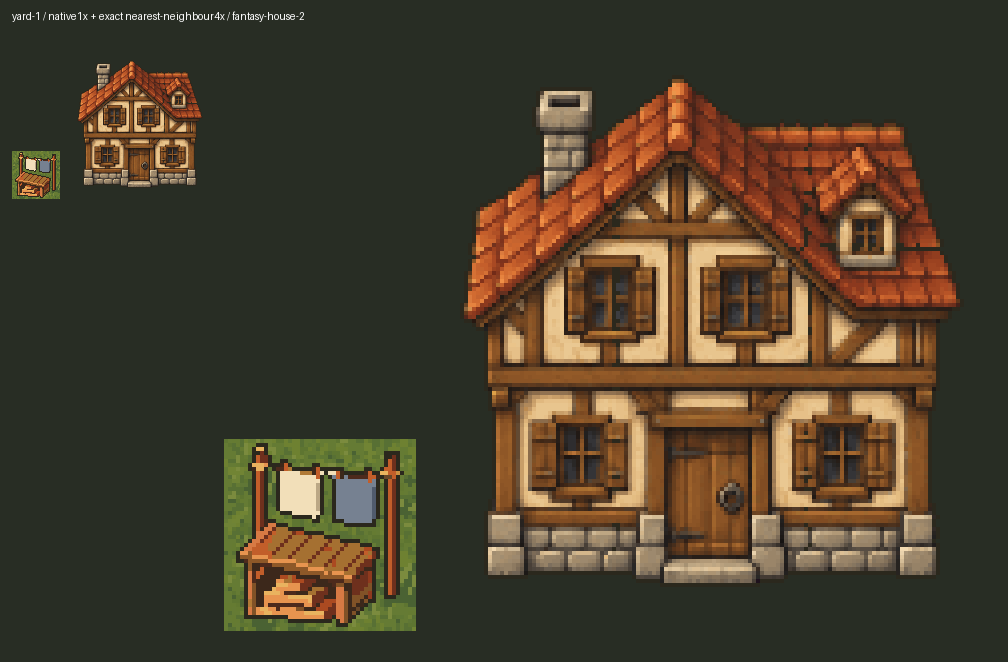 yard-1 / native1x + exact nearest-neighbour4x / fantasy-house-2